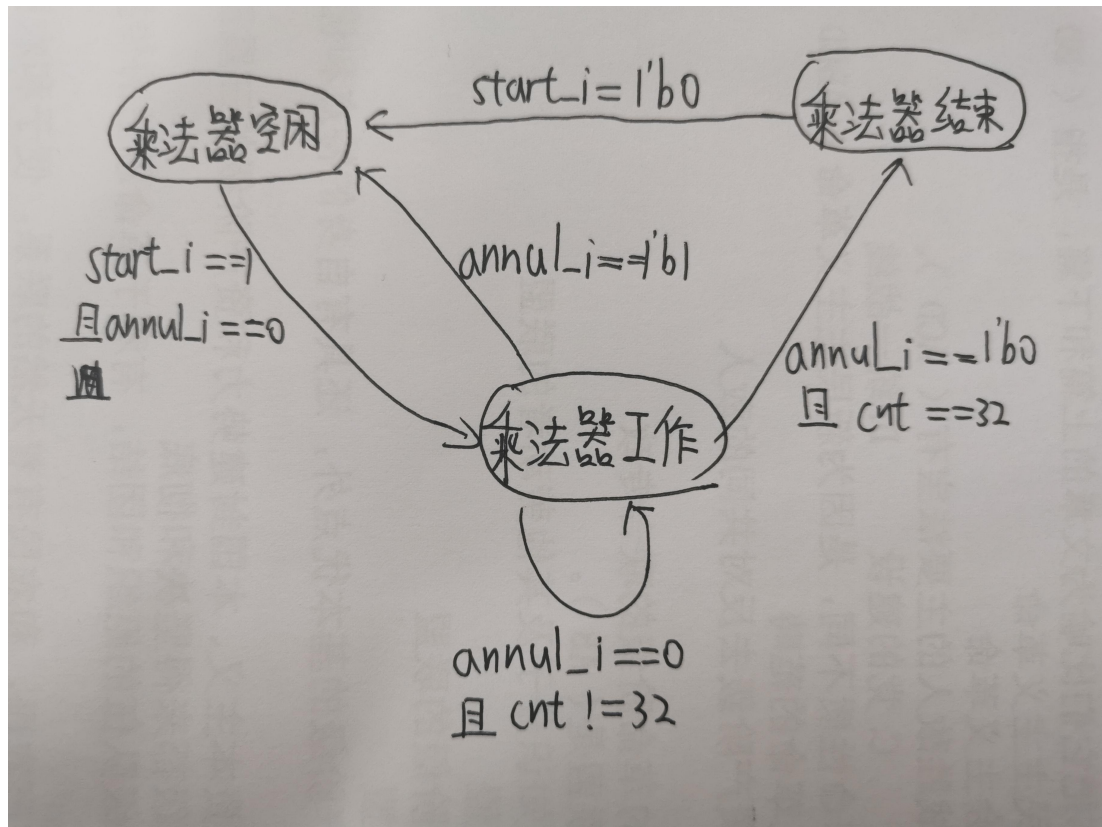 start_i=1'b0
乘法器空闲
乘法器结束
start_i==1
且annul_i==0
annul_i==1'b1
annul_i==1'b0
且 cnt ==32
乘法器工作
annul_i==0
且 cnt !=32